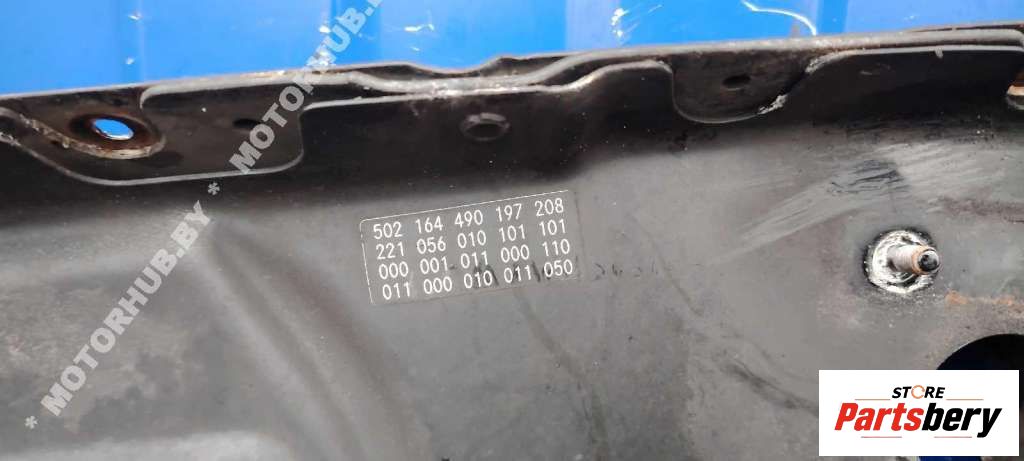 * MOTORHUB.BY * MOTORHUB.BY
502 164 490 197 208
221 056 010 101 101
000 001 011 000 110
011 000 010 011 050
STORE
Partsbery